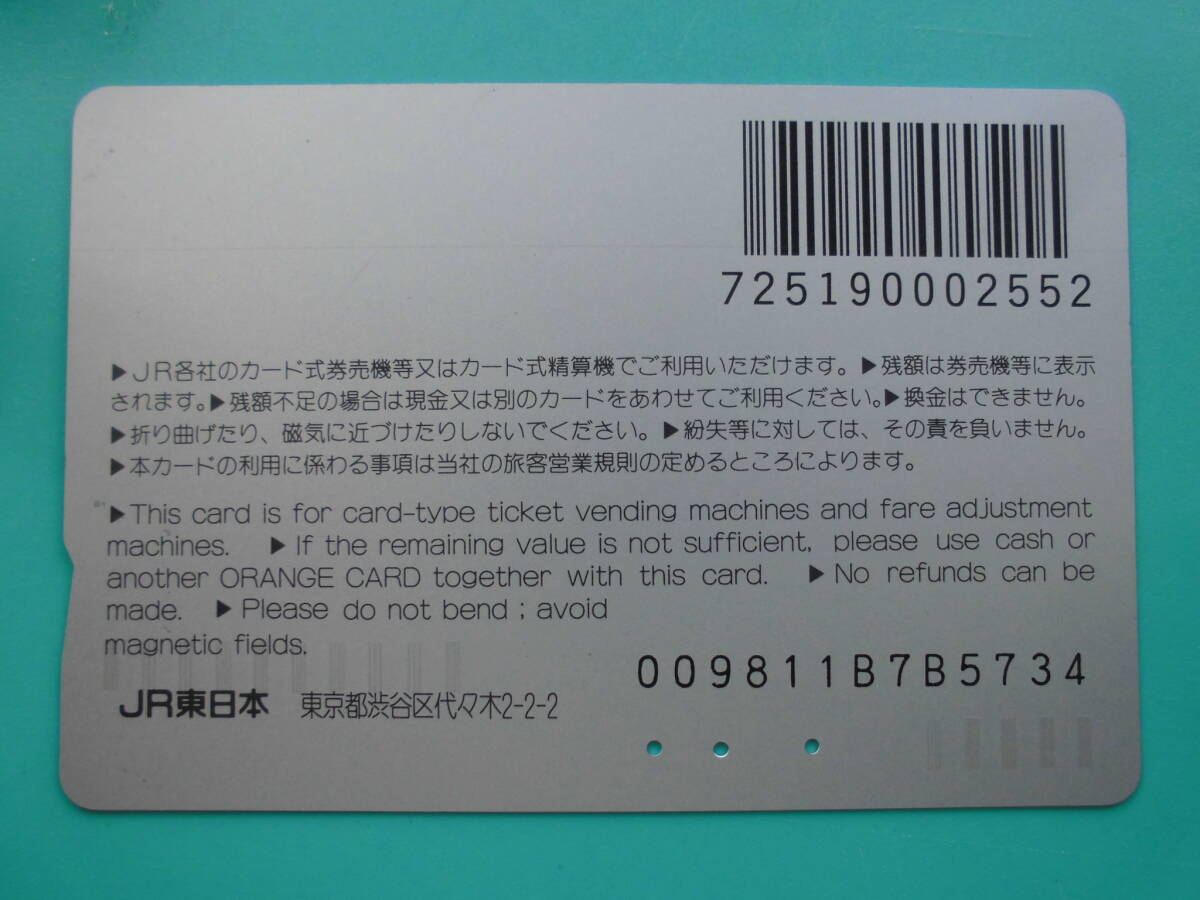 725190002552
▶JR各社のカード式券売機等又はカード式精算機でご利用いただけます。▶残額は券売機等に表示
されます。▶残額不足の場合は現金又は別のカードをあわせてご利用ください。▶換金はできません。
▶折り曲げたり、磁気に近づけたりしないでください。▶紛失等に対しては、その責を負いません。
▶本カードの利用に係わる事項は当社の旅客営業規則の定めるところによります。
▶This card is for card-type ticket vending machines and fare adjustment
machines. ▶If the remaining value is not sufficient, please use cash or
another ORANGE CARD together with this card. ▶No refunds can be
made. ▶Please do not bend ; avoid
magnetic fields.
009811B7B5734
JR東日本 東京都渋谷区代々木2-2-2